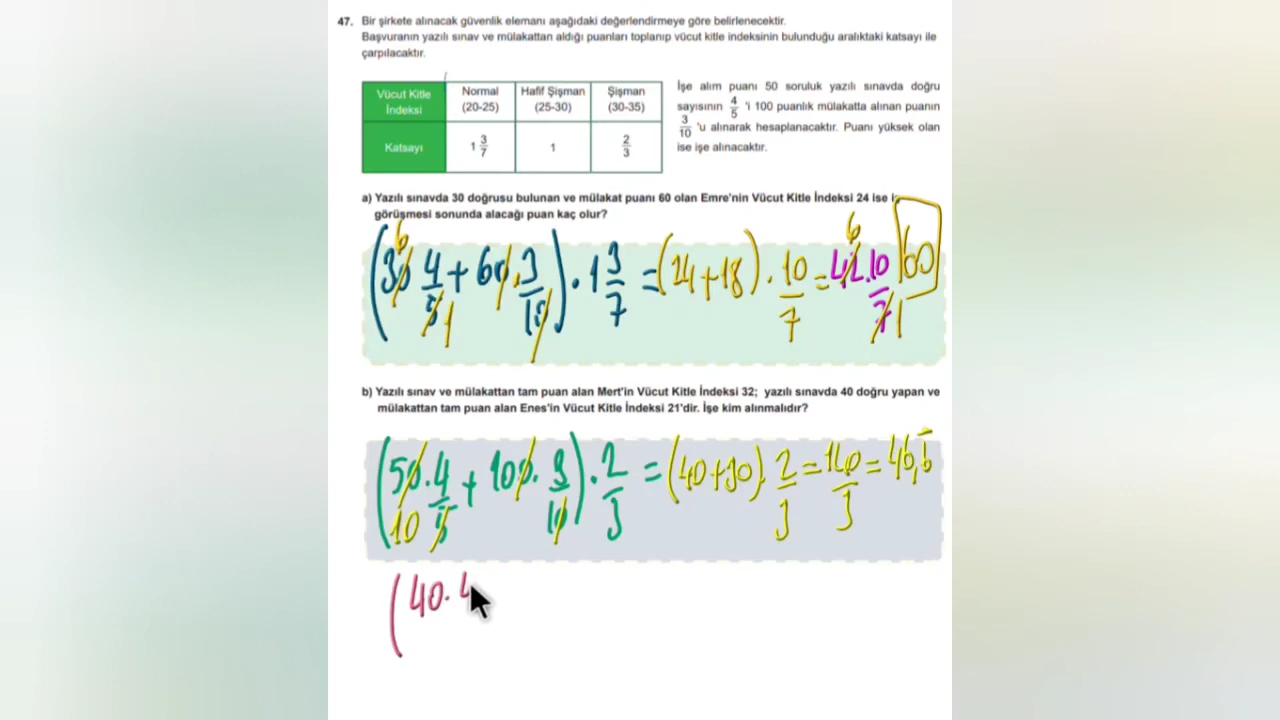 47. Bir şirkete alınacak güvenlik elemanı aşağıdaki değerlendirmeye göre belirlenecektir.
Başvuranın yazılı sınav ve mülakattan aldığı puanları toplanıp vücut kitle indeksinin bulunduğu aralıktaki katsayı ile
çarpılacaktır.
Vücut Kitle İndeksi Normal (20-25) Hafif Şişman (25-30) Şişman (30-35)
Katsayı 1 3/7 1 2/3
İşe alım puanı 50 soruluk yazılı sınavda doğru
sayısının 4/5 'i 100 puanlık mülakatta alınan puanın
3/10 'u alınarak hesaplanacaktır. Puanı yüksek olan
ise işe alınacaktır.
a) Yazılı sınavda 30 doğrusu bulunan ve mülakat puanı 60 olan Emre'nin Vücut Kitle İndeksi 24 ise
görüşmesi sonunda alacağı puan kaç olur?
(30 4/5 + 60 . 3/10) . 1 3/7 = (24+18) . 10/7 = 42 . 10/7 60
b) Yazılı sınav ve mülakattan tam puan alan Mert'in Vücut Kitle İndeksi 32; yazılı sınavda 40 doğru yapan ve
mülakattan tam puan alan Enes'in Vücut Kitle İndeksi 21'dir. İşe kim alınmalıdır?
(50 . 4/5 + 100 . 3/10) . 2/3 = (40+30) . 2/3 = 140/3 = 46,6̅
(40. 4